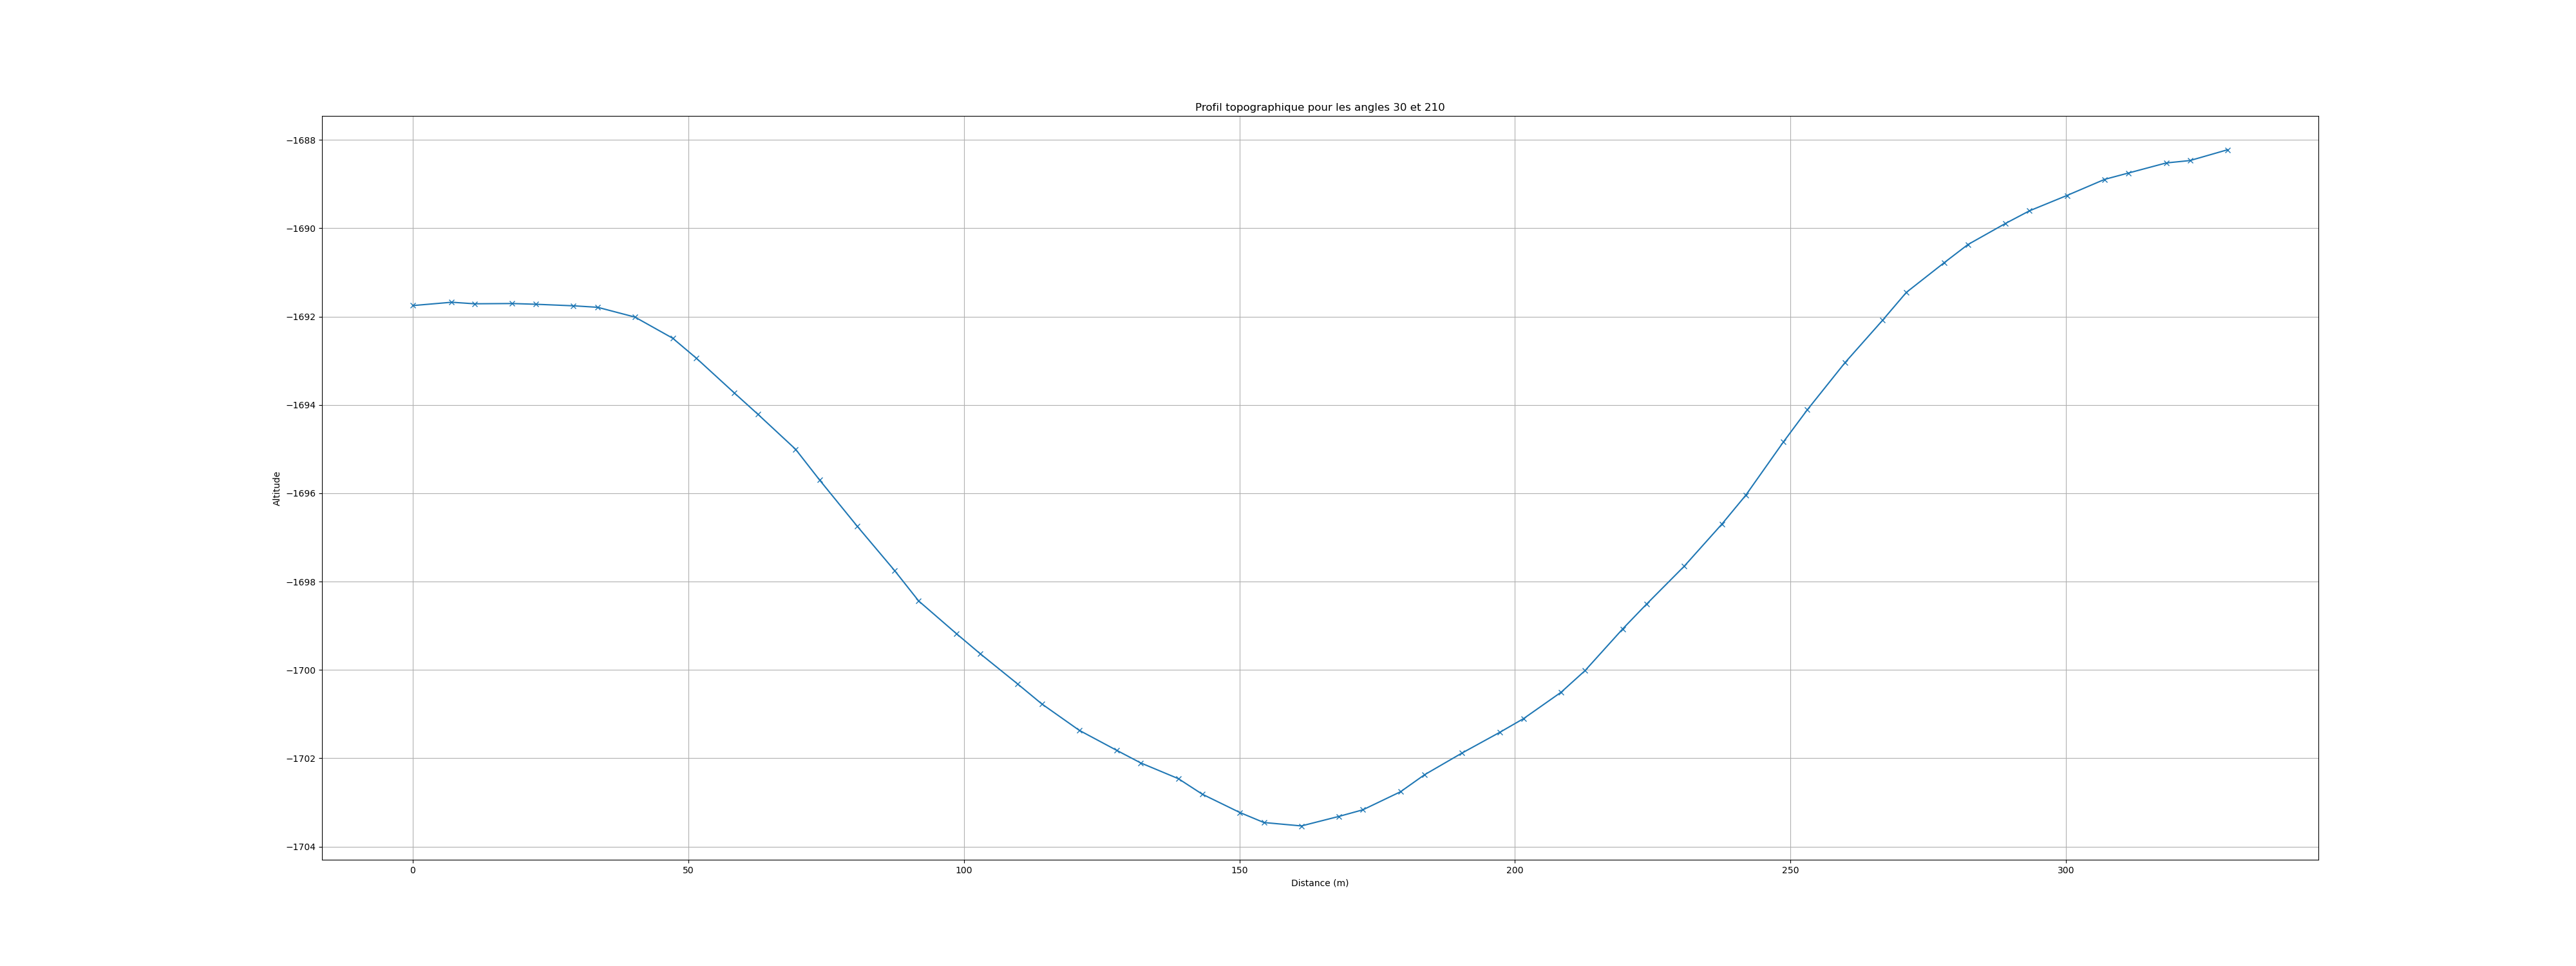 Profil topographique pour les angles 30 et 210
−1688
−1690
−1692
−1694
−1696
−1698
−1700
−1702
−1704
Altitude
0 50 100 150 200 250 300
Distance (m)